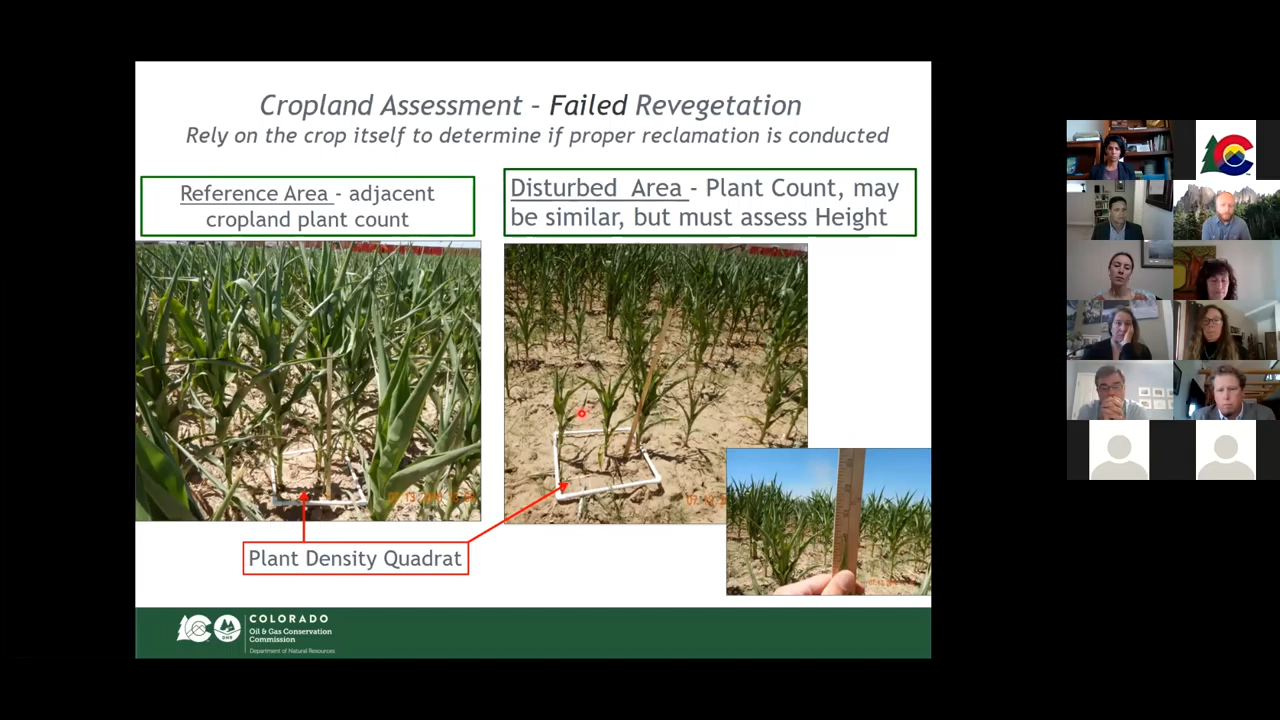 Cropland Assessment – Failed Revegetation
Rely on the crop itself to determine if proper reclamation is conducted
Reference Area - adjacent
cropland plant count
Disturbed Area - Plant Count, may
be similar, but must assess Height
Plant Density Quadrat
COLORADO
Oil & Gas Conservation
Commission
Department of Natural Resources